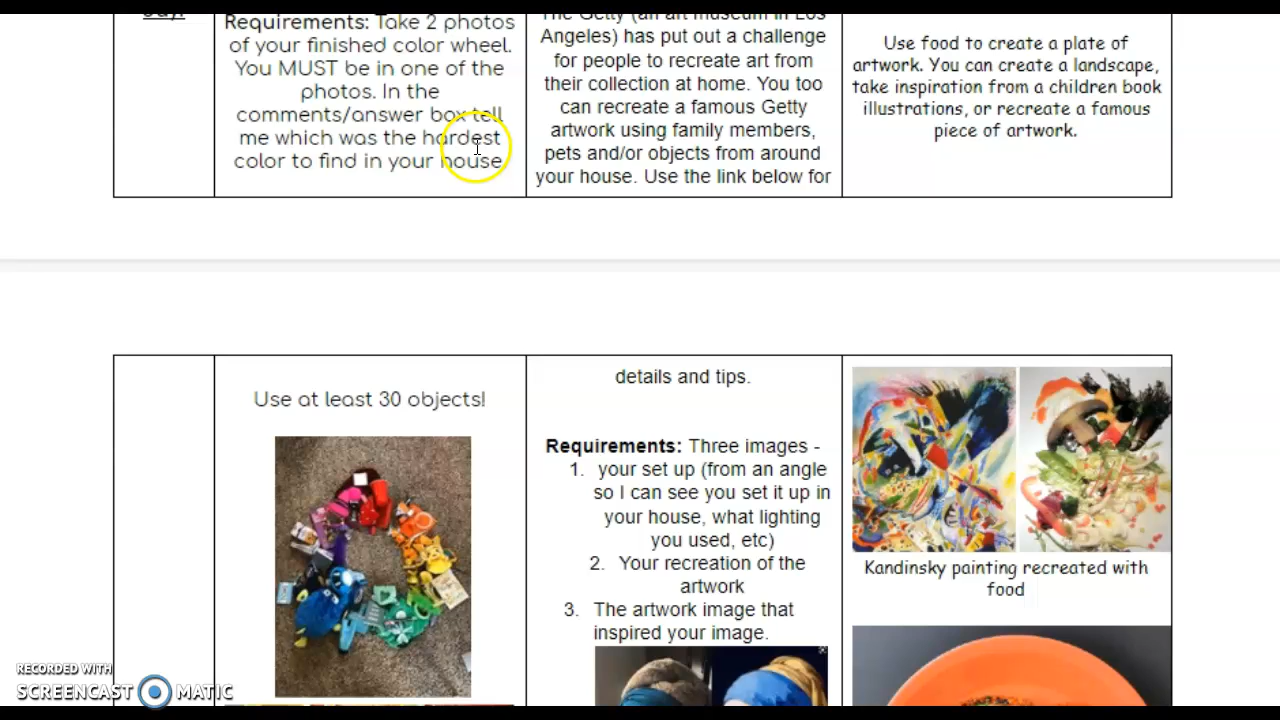 Day!
Requirements: Take 2 photos
of your finished color wheel.
You MUST be in one of the
photos. In the
comments/answer box tell
me which was the hardest
color to find in your house
The Getty (an art museum in Los
Angeles) has put out a challenge
for people to recreate art from
their collection at home. You too
can recreate a famous Getty
artwork using family members,
pets and/or objects from around
your house. Use the link below for
Use food to create a plate of
artwork. You can create a landscape,
take inspiration from a children book
illustrations, or recreate a famous
piece of artwork.
Use at least 30 objects!
details and tips.
Requirements: Three images -
1. your set up (from an angle
so I can see you set it up in
your house, what lighting
you used, etc)
2. Your recreation of the
artwork
3. The artwork image that
inspired your image.
Kandinsky painting recreated with
food
RECORDED WITH
SCREENCAST MATIC